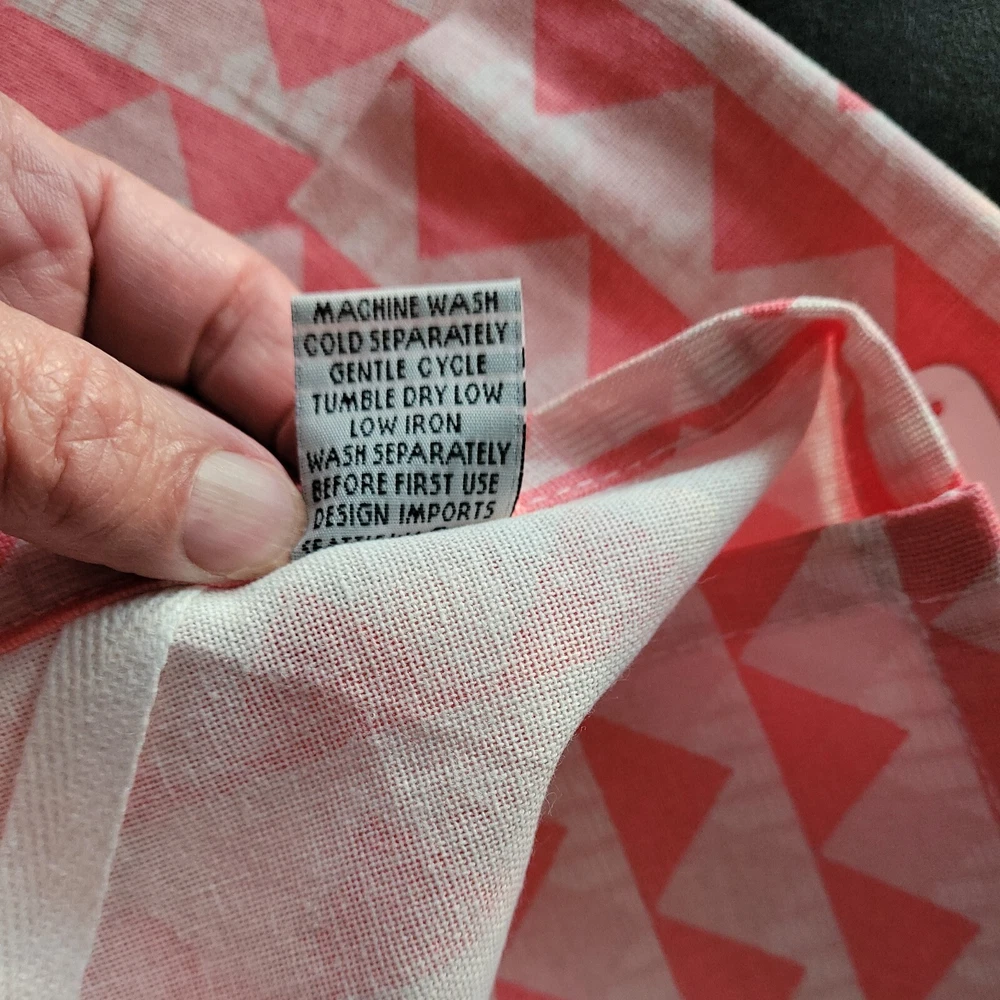 MACHINE WASH
COLD SEPARATELY
GENTLE CYCLE
TUMBLE DRY LOW
LOW IRON
WASH SEPARATELY
BEFORE FIRST USE
DESIGN IMPORTS